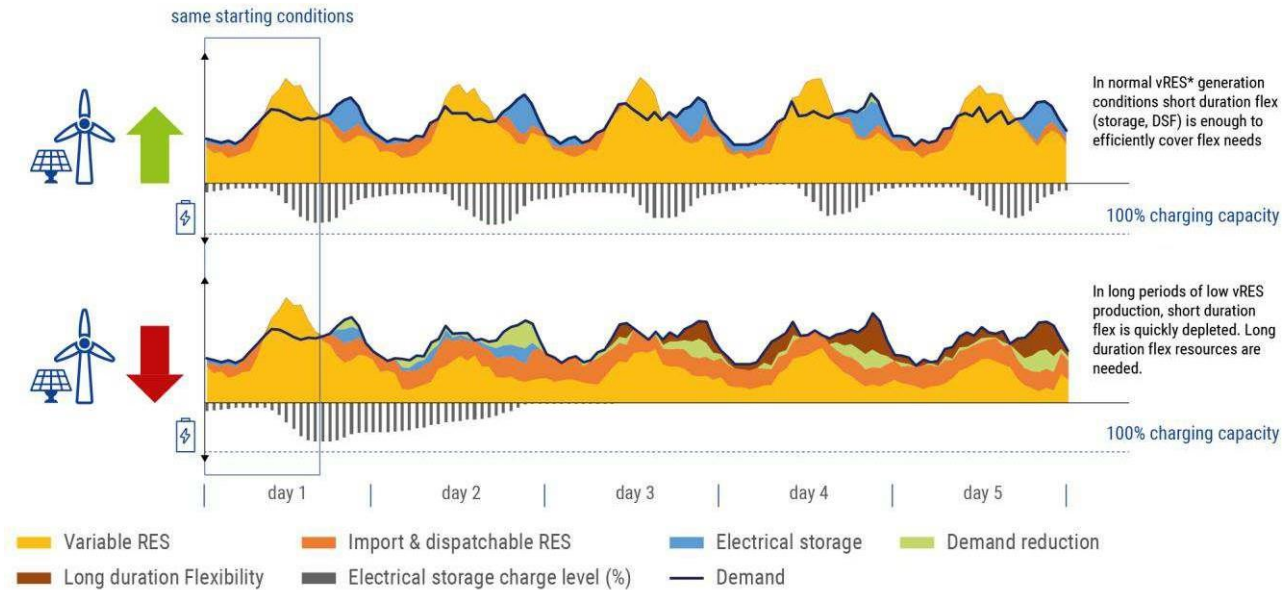 same starting conditions
In normal vRES* generation
conditions short duration flex
(storage, DSF) is enough to
efficiently cover flex needs
100% charging capacity
In long periods of low vRES
production, short duration
flex is quickly depleted. Long
duration flex resources are
needed.
100% charging capacity
day 1
day 2
day 3
day 4
day 5
Variable RES
Import & dispatchable RES
Electrical storage
Demand reduction
Long duration Flexibility
Electrical storage charge level (%)
Demand